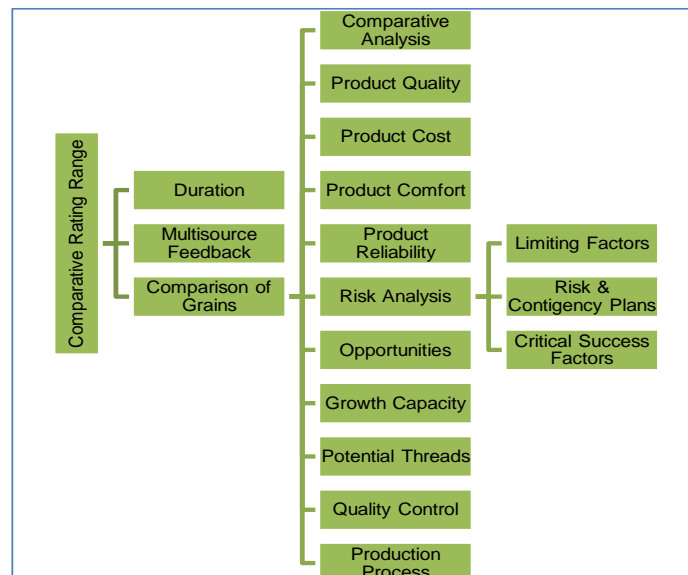 Comparative Rating Range
Duration
Multisource
Feedback
Comparison of
Grains
Comparative
Analysis
Product Quality
Product Cost
Product Comfort
Product
Reliability
Risk Analysis
Opportunities
Growth Capacity
Potential Threads
Quality Control
Production
Process
Limiting Factors
Risk &
Contigency Plans
Critical Success
Factors